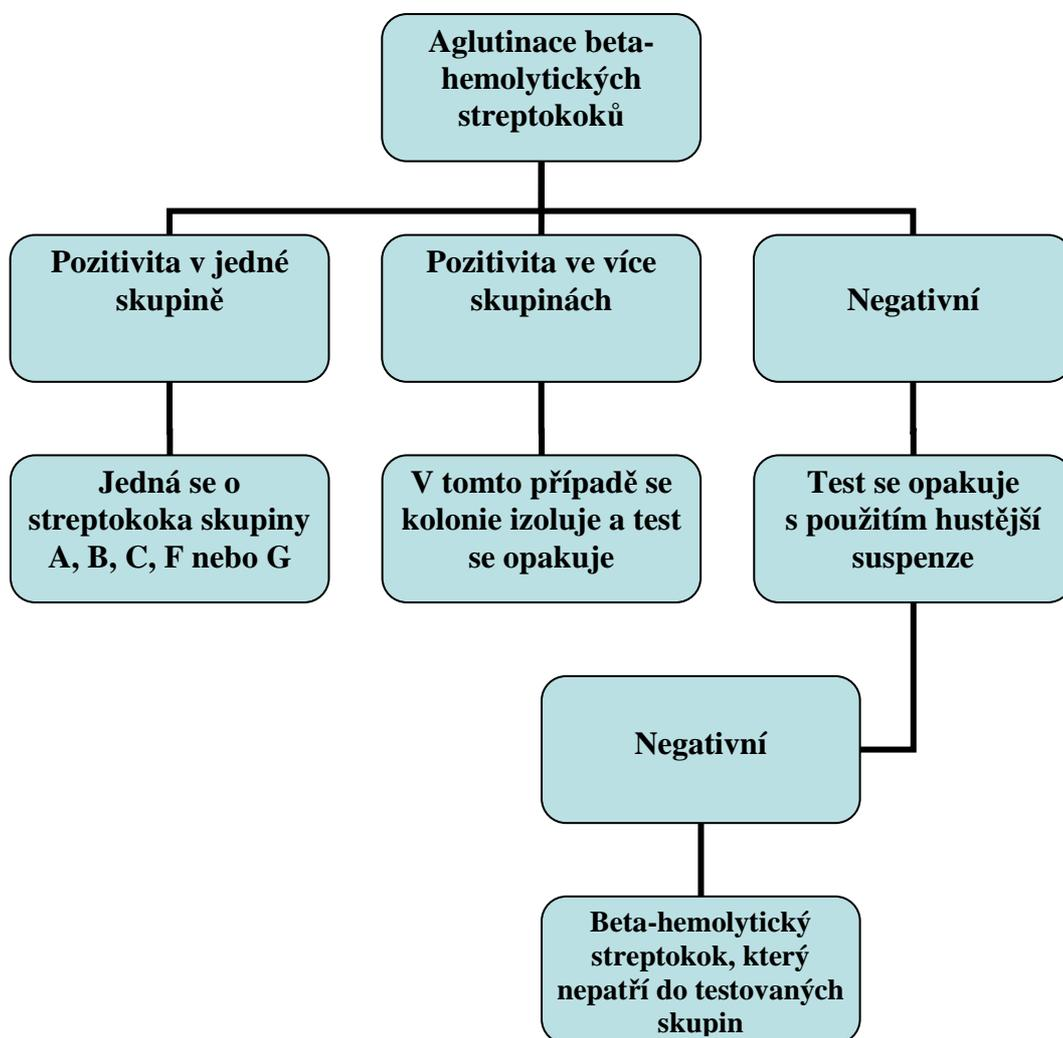 Aglutinace beta-
hemolytických
streptokoků
Pozitivita v jedné
skupině
Pozitivita ve více
skupinách
Negativní
Jedná se o
streptokoka skupiny
A, B, C, F nebo G
V tomto případě se
kolonie izoluje a test
se opakuje
Test se opakuje
s použitím hustější
suspenze
Negativní
Beta-hemolytický
streptokok, který
nepatří do testovaných
skupin